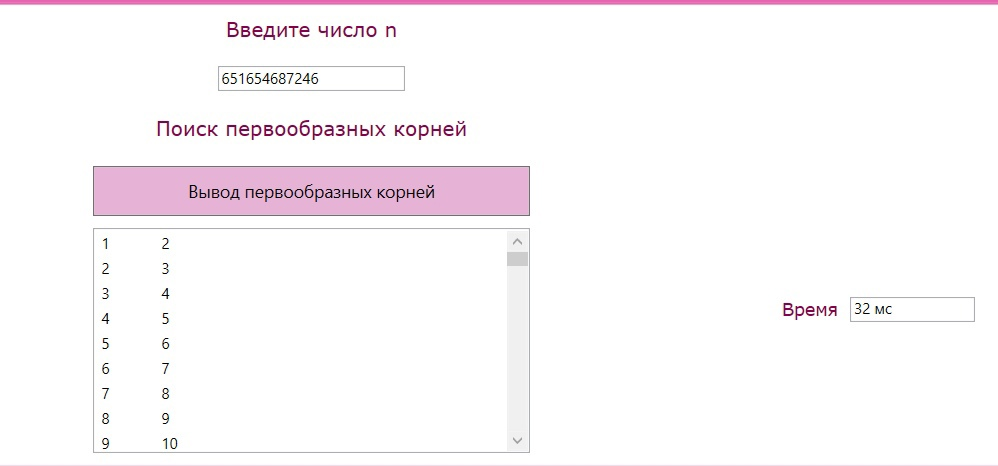 Введите число n
651654687246
Поиск первообразных корней
Вывод первообразных корней
1 2
2 3
3 4
4 5
5 6
6 7
7 8
8 9
9 10
Время 32 мс